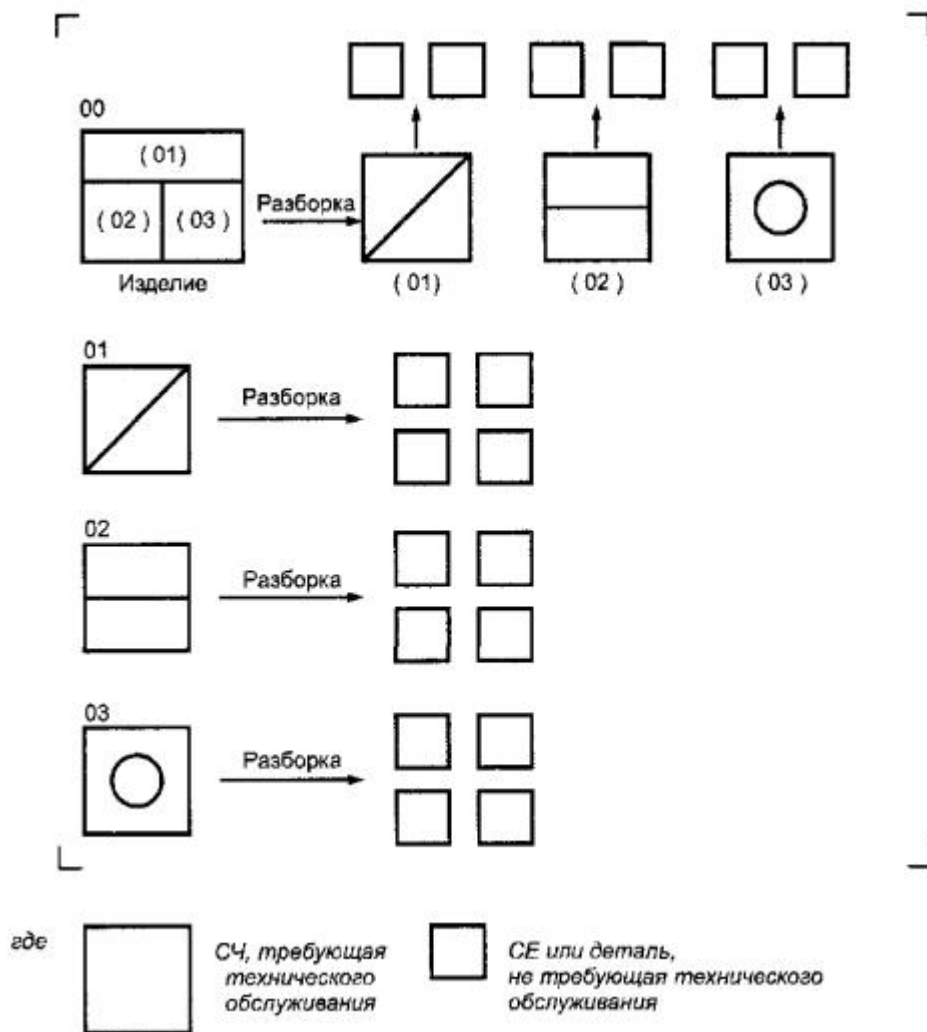 00
( 01)
( 02 ) ( 03 )
Изделие
Разборка
( 01)
( 02 )
( 03 )
01
Разборка
02
Разборка
03
Разборка
где
СЧ, требующая
технического
обслуживания
СЕ или деталь,
не требующая технического
обслуживания